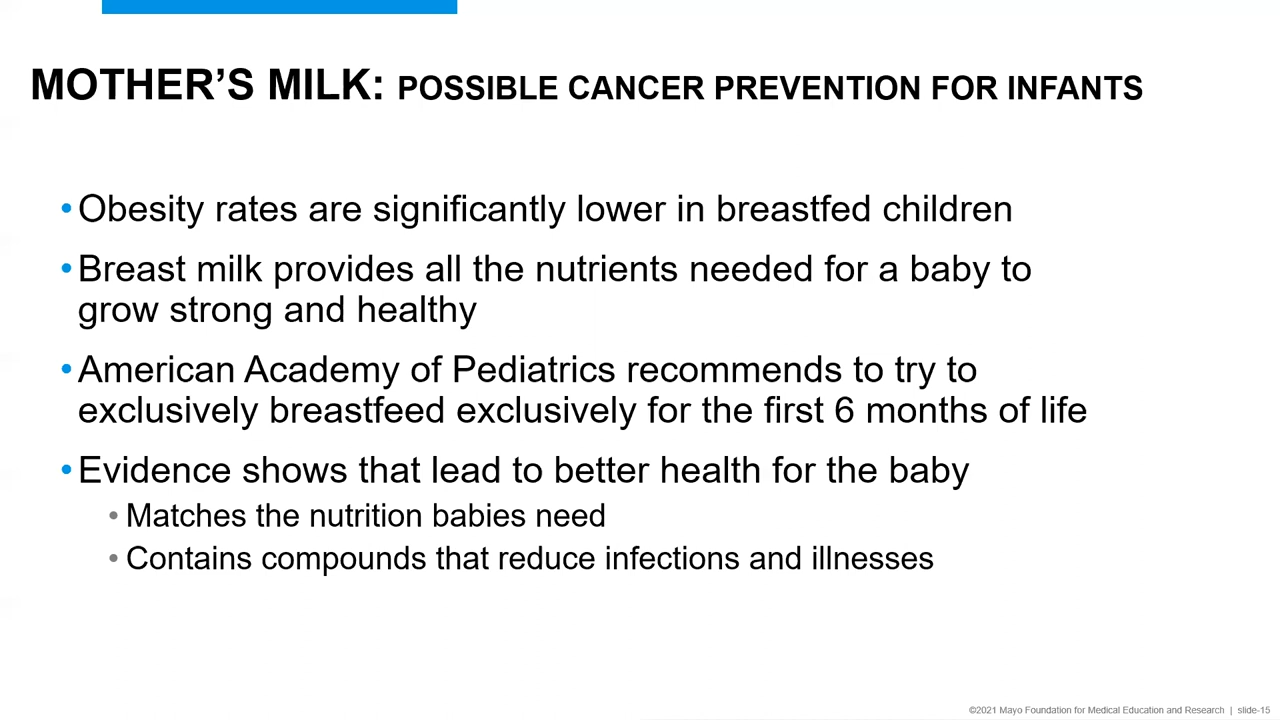 MOTHER’S MILK: POSSIBLE CANCER PREVENTION FOR INFANTS
•Obesity rates are significantly lower in breastfed children
•Breast milk provides all the nutrients needed for a baby to
grow strong and healthy
•American Academy of Pediatrics recommends to try to
exclusively breastfeed exclusively for the first 6 months of life
•Evidence shows that lead to better health for the baby
•Matches the nutrition babies need
•Contains compounds that reduce infections and illnesses
©2021 Mayo Foundation for Medical Education and Research | slide-15